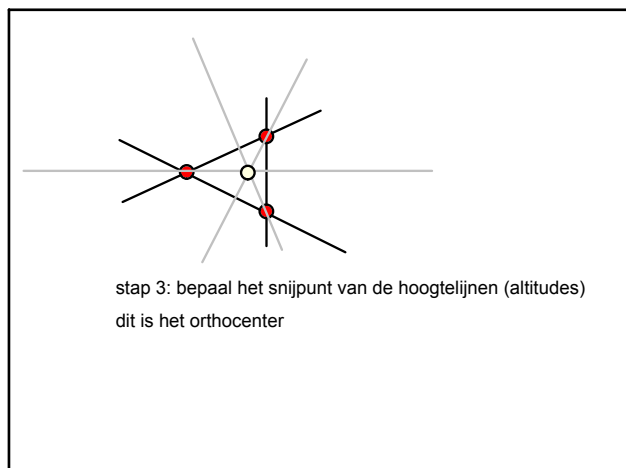 stap 3: bepaal het snijpunt van de hoogtelijnen (altitudes)
dit is het orthocenter